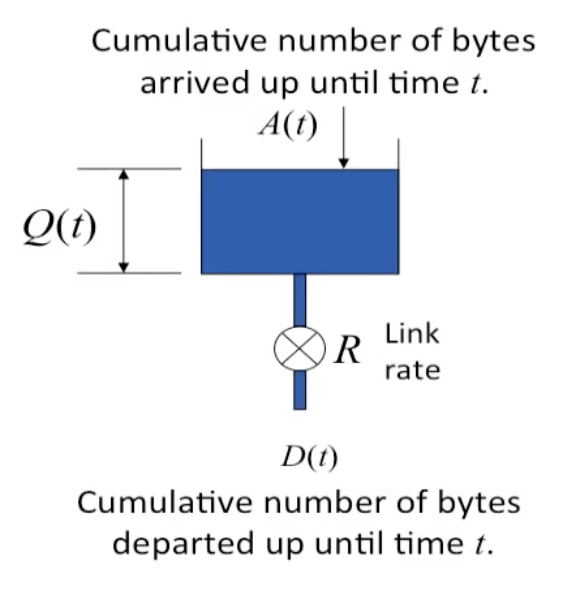 Cumulative number of bytes
arrived up until time t.
A(t)
Q(t)
R
Link
rate
D(t)
Cumulative number of bytes
departed up until time t.